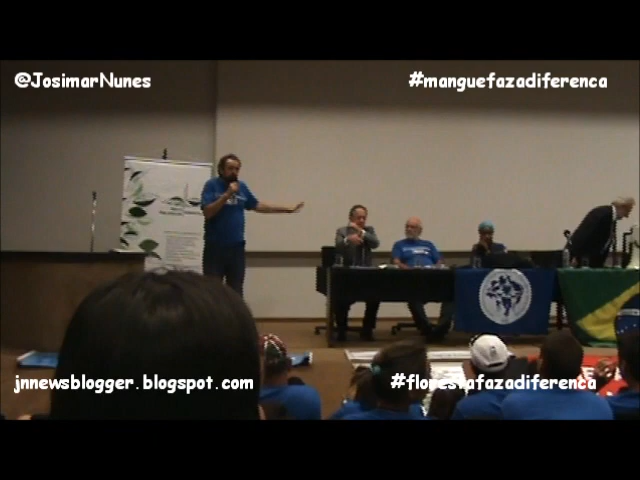 @JosimarNunes
#manguefazadiferenca
jnnewsblogger.blogspot.com
#florestafazadiferenca